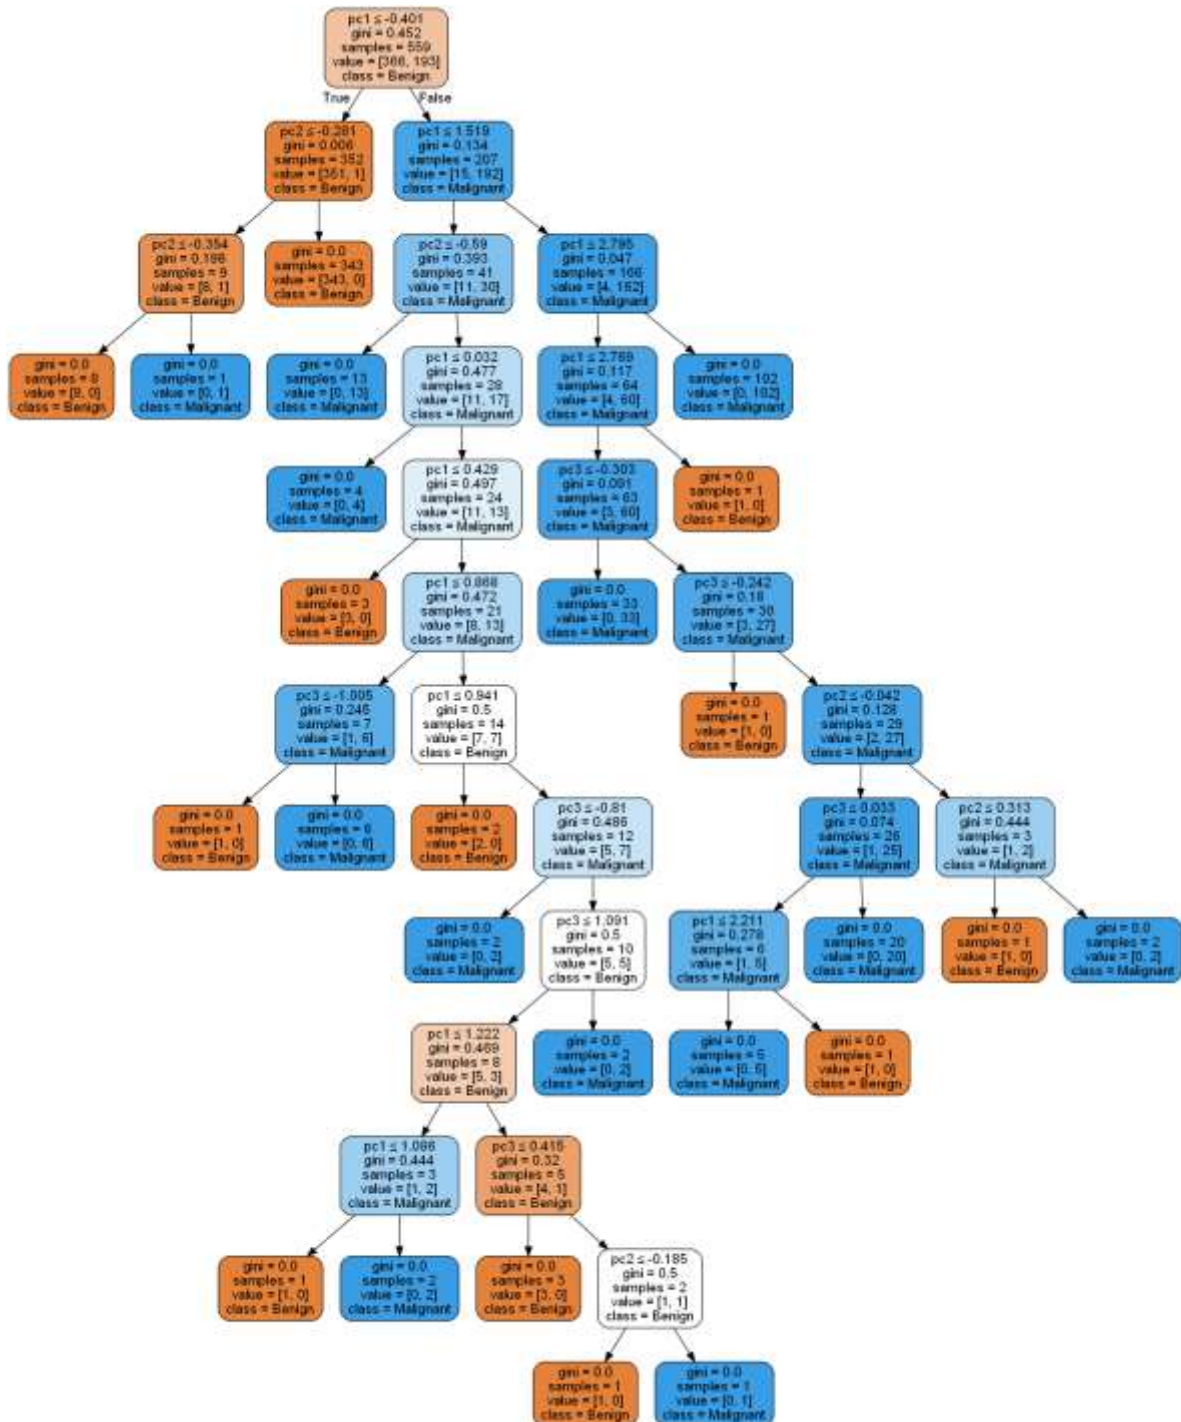 pc1 ≤ -0.401
gini = 0.452
samples = 559
value = [366, 193]
class = Benign
True
False
pc2 ≤ -0.281
gini = 0.006
samples = 352
value = [351, 1]
class = Benign
pc1 ≤ 1.519
gini = 0.134
samples = 207
value = [15, 192]
class = Malignant
pc2 ≤ -0.354
gini = 0.198
samples = 9
value = [8, 1]
class = Benign
gini = 0.0
samples = 343
value = [343, 0]
class = Benign
pc2 ≤ -0.59
gini = 0.393
samples = 41
value = [11, 30]
class = Malignant
pc1 ≤ 2.795
gini = 0.047
samples = 166
value = [4, 162]
class = Malignant
gini = 0.0
samples = 8
value = [8, 0]
class = Benign
gini = 0.0
samples = 1
value = [0, 1]
class = Malignant
gini = 0.0
samples = 13
value = [0, 13]
class = Malignant
pc1 ≤ 0.032
gini = 0.477
samples = 28
value = [11, 17]
class = Malignant
pc1 ≤ 2.769
gini = 0.117
samples = 64
value = [4, 60]
class = Malignant
gini = 0.0
samples = 102
value = [0, 102]
class = Malignant
gini = 0.0
samples = 4
value = [0, 4]
class = Malignant
pc1 ≤ 0.429
gini = 0.497
samples = 24
value = [11, 13]
class = Malignant
pc3 ≤ -0.303
gini = 0.091
samples = 63
value = [3, 60]
class = Malignant
gini = 0.0
samples = 1
value = [1, 0]
class = Benign
gini = 0.0
samples = 3
value = [3, 0]
class = Benign
pc1 ≤ 0.868
gini = 0.472
samples = 21
value = [8, 13]
class = Malignant
gini = 0.0
samples = 33
value = [0, 33]
class = Malignant
pc3 ≤ -0.242
gini = 0.18
samples = 30
value = [3, 27]
class = Malignant
pc3 ≤ -1.005
gini = 0.245
samples = 7
value = [1, 6]
class = Malignant
pc1 ≤ 0.941
gini = 0.5
samples = 14
value = [7, 7]
class = Benign
gini = 0.0
samples = 1
value = [1, 0]
class = Benign
pc2 ≤ -0.042
gini = 0.128
samples = 29
value = [2, 27]
class = Malignant
gini = 0.0
samples = 1
value = [1, 0]
class = Benign
gini = 0.0
samples = 6
value = [0, 6]
class = Malignant
gini = 0.0
samples = 2
value = [2, 0]
class = Benign
pc3 ≤ -0.81
gini = 0.486
samples = 12
value = [5, 7]
class = Malignant
pc3 ≤ 0.033
gini = 0.074
samples = 26
value = [1, 25]
class = Malignant
pc2 ≤ 0.313
gini = 0.444
samples = 3
value = [1, 2]
class = Malignant
gini = 0.0
samples = 2
value = [0, 2]
class = Malignant
pc3 ≤ 1.091
gini = 0.5
samples = 10
value = [5, 5]
class = Benign
pc1 ≤ 2.211
gini = 0.278
samples = 6
value = [1, 5]
class = Malignant
gini = 0.0
samples = 20
value = [0, 20]
class = Malignant
gini = 0.0
samples = 1
value = [1, 0]
class = Benign
gini = 0.0
samples = 2
value = [0, 2]
class = Malignant
pc1 ≤ 1.222
gini = 0.469
samples = 8
value = [5, 3]
class = Benign
gini = 0.0
samples = 2
value = [0, 2]
class = Malignant
gini = 0.0
samples = 5
value = [0, 5]
class = Malignant
gini = 0.0
samples = 1
value = [1, 0]
class = Benign
pc1 ≤ 1.086
gini = 0.444
samples = 3
value = [1, 2]
class = Malignant
pc3 ≤ 0.415
gini = 0.32
samples = 5
value = [4, 1]
class = Benign
gini = 0.0
samples = 1
value = [1, 0]
class = Benign
gini = 0.0
samples = 2
value = [0, 2]
class = Malignant
gini = 0.0
samples = 3
value = [3, 0]
class = Benign
pc2 ≤ -0.185
gini = 0.5
samples = 2
value = [1, 1]
class = Benign
gini = 0.0
samples = 1
value = [1, 0]
class = Benign
gini = 0.0
samples = 1
value = [0, 1]
class = Malignant